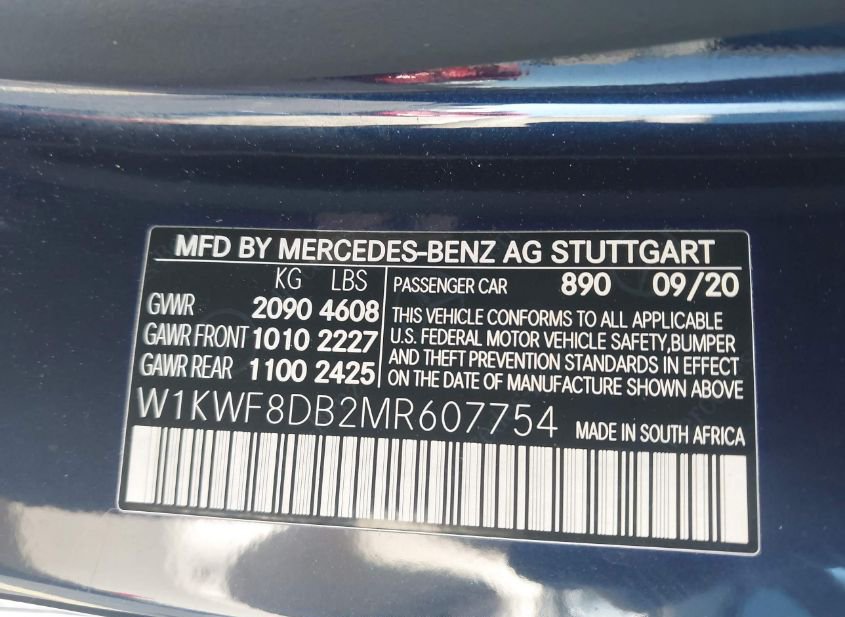 MFD BY MERCEDES-BENZ AG STUTTGART
KG LBS
GVWR 2090 4608
GAWR FRONT 1010 2227
GAWR REAR 1100 2425
PASSENGER CAR 890 09/20
THIS VEHICLE CONFORMS TO ALL APPLICABLE
U.S. FEDERAL MOTOR VEHICLE SAFETY,BUMPER
AND THEFT PREVENTION STANDARDS IN EFFECT
ON THE DATE OF MANUFACTURE SHOWN ABOVE
W1KWF8DB2MR607754
MADE IN SOUTH AFRICA